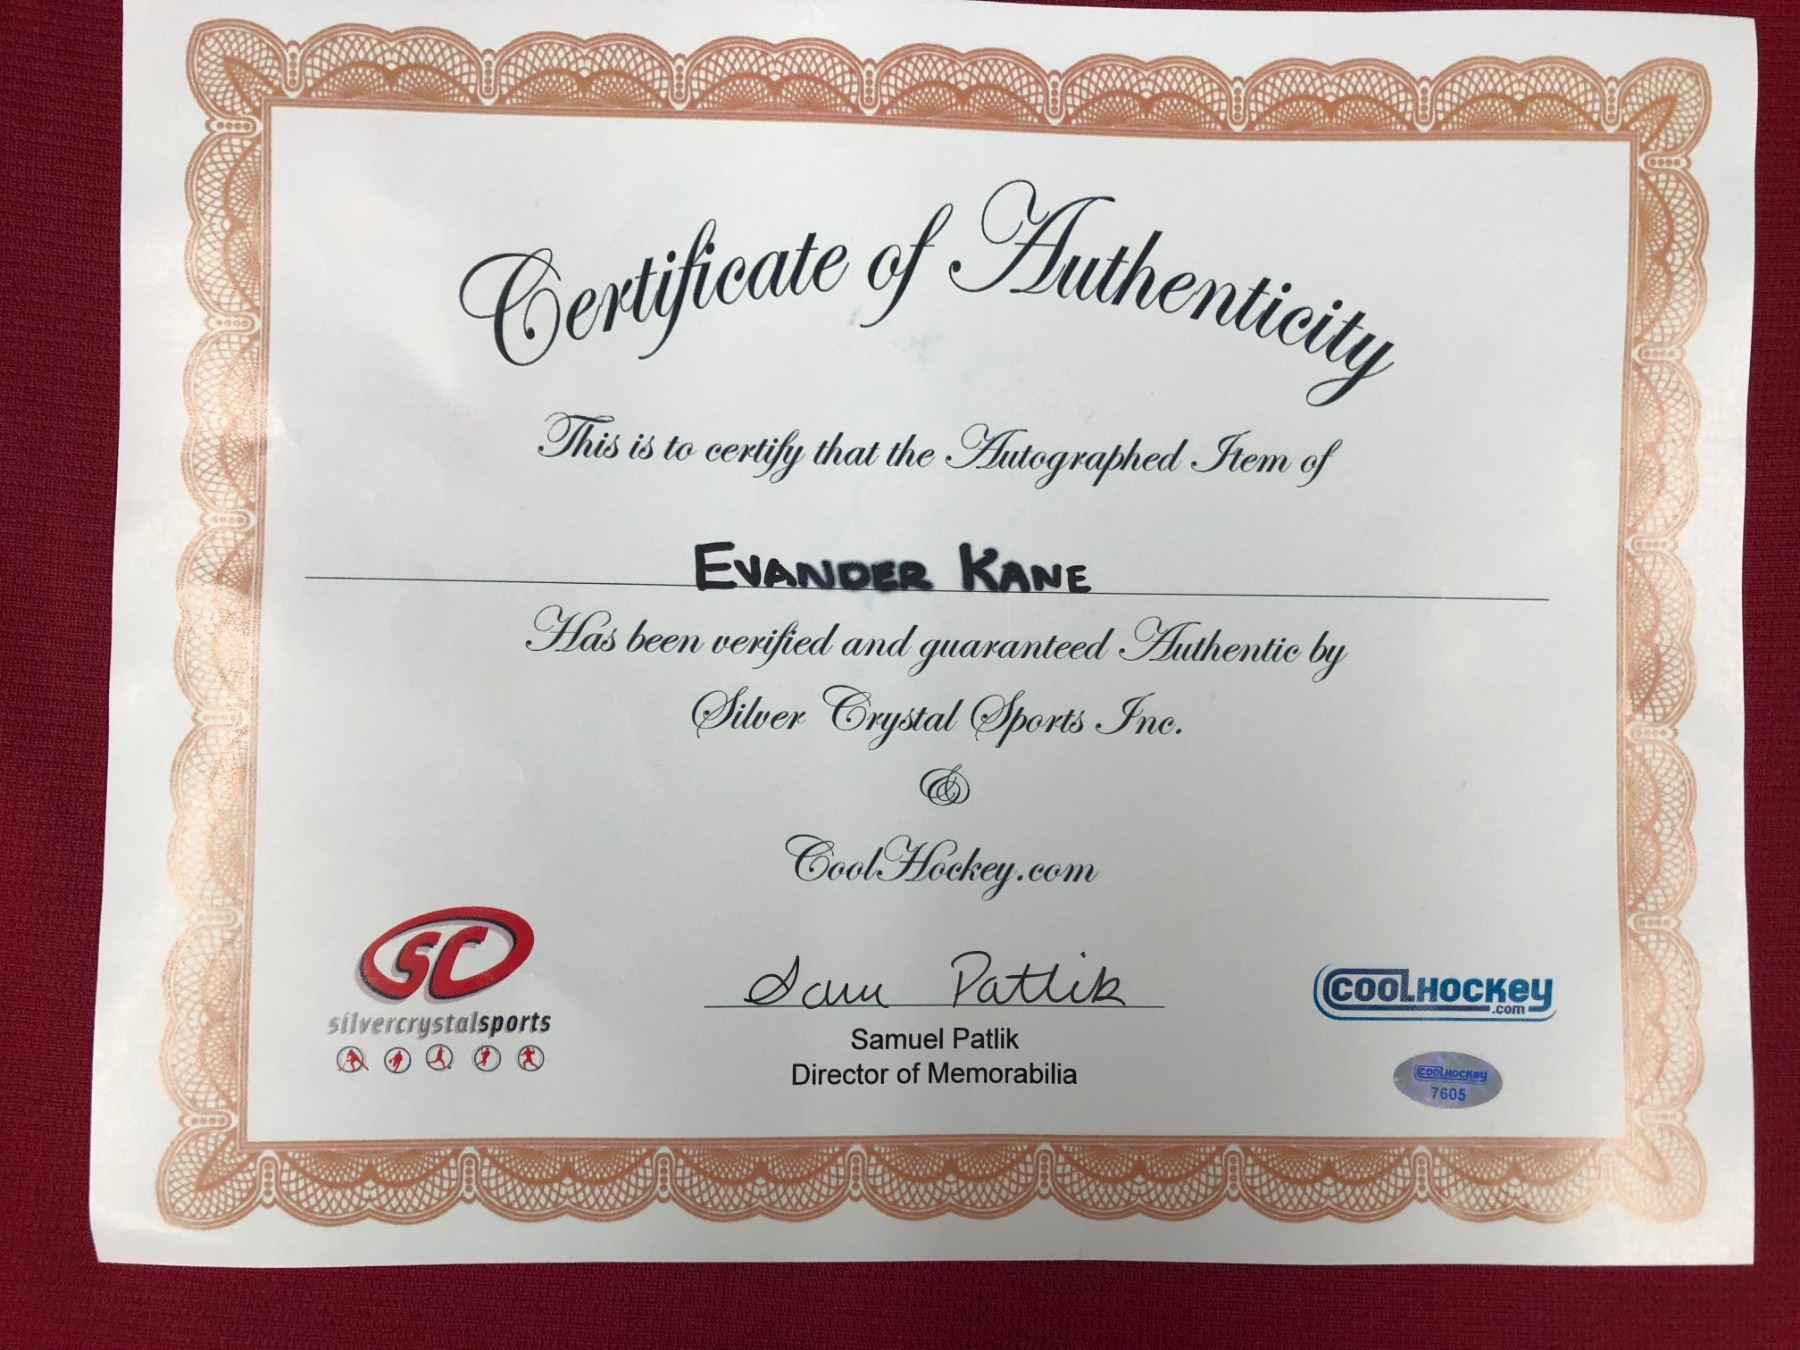 Certificate of Authenticity
This is to certify that the Autographed Item of
EVANDER KANE
Has been verified and guaranteed Authentic by
Silver Crystal Sports Inc.
&
CoolHockey.com
Sam Patlik
Samuel Patlik
Director of Memorabilia
SC
silvercrystalsports
COOLHOCKEY
.com
COOLHOCKEY
7605